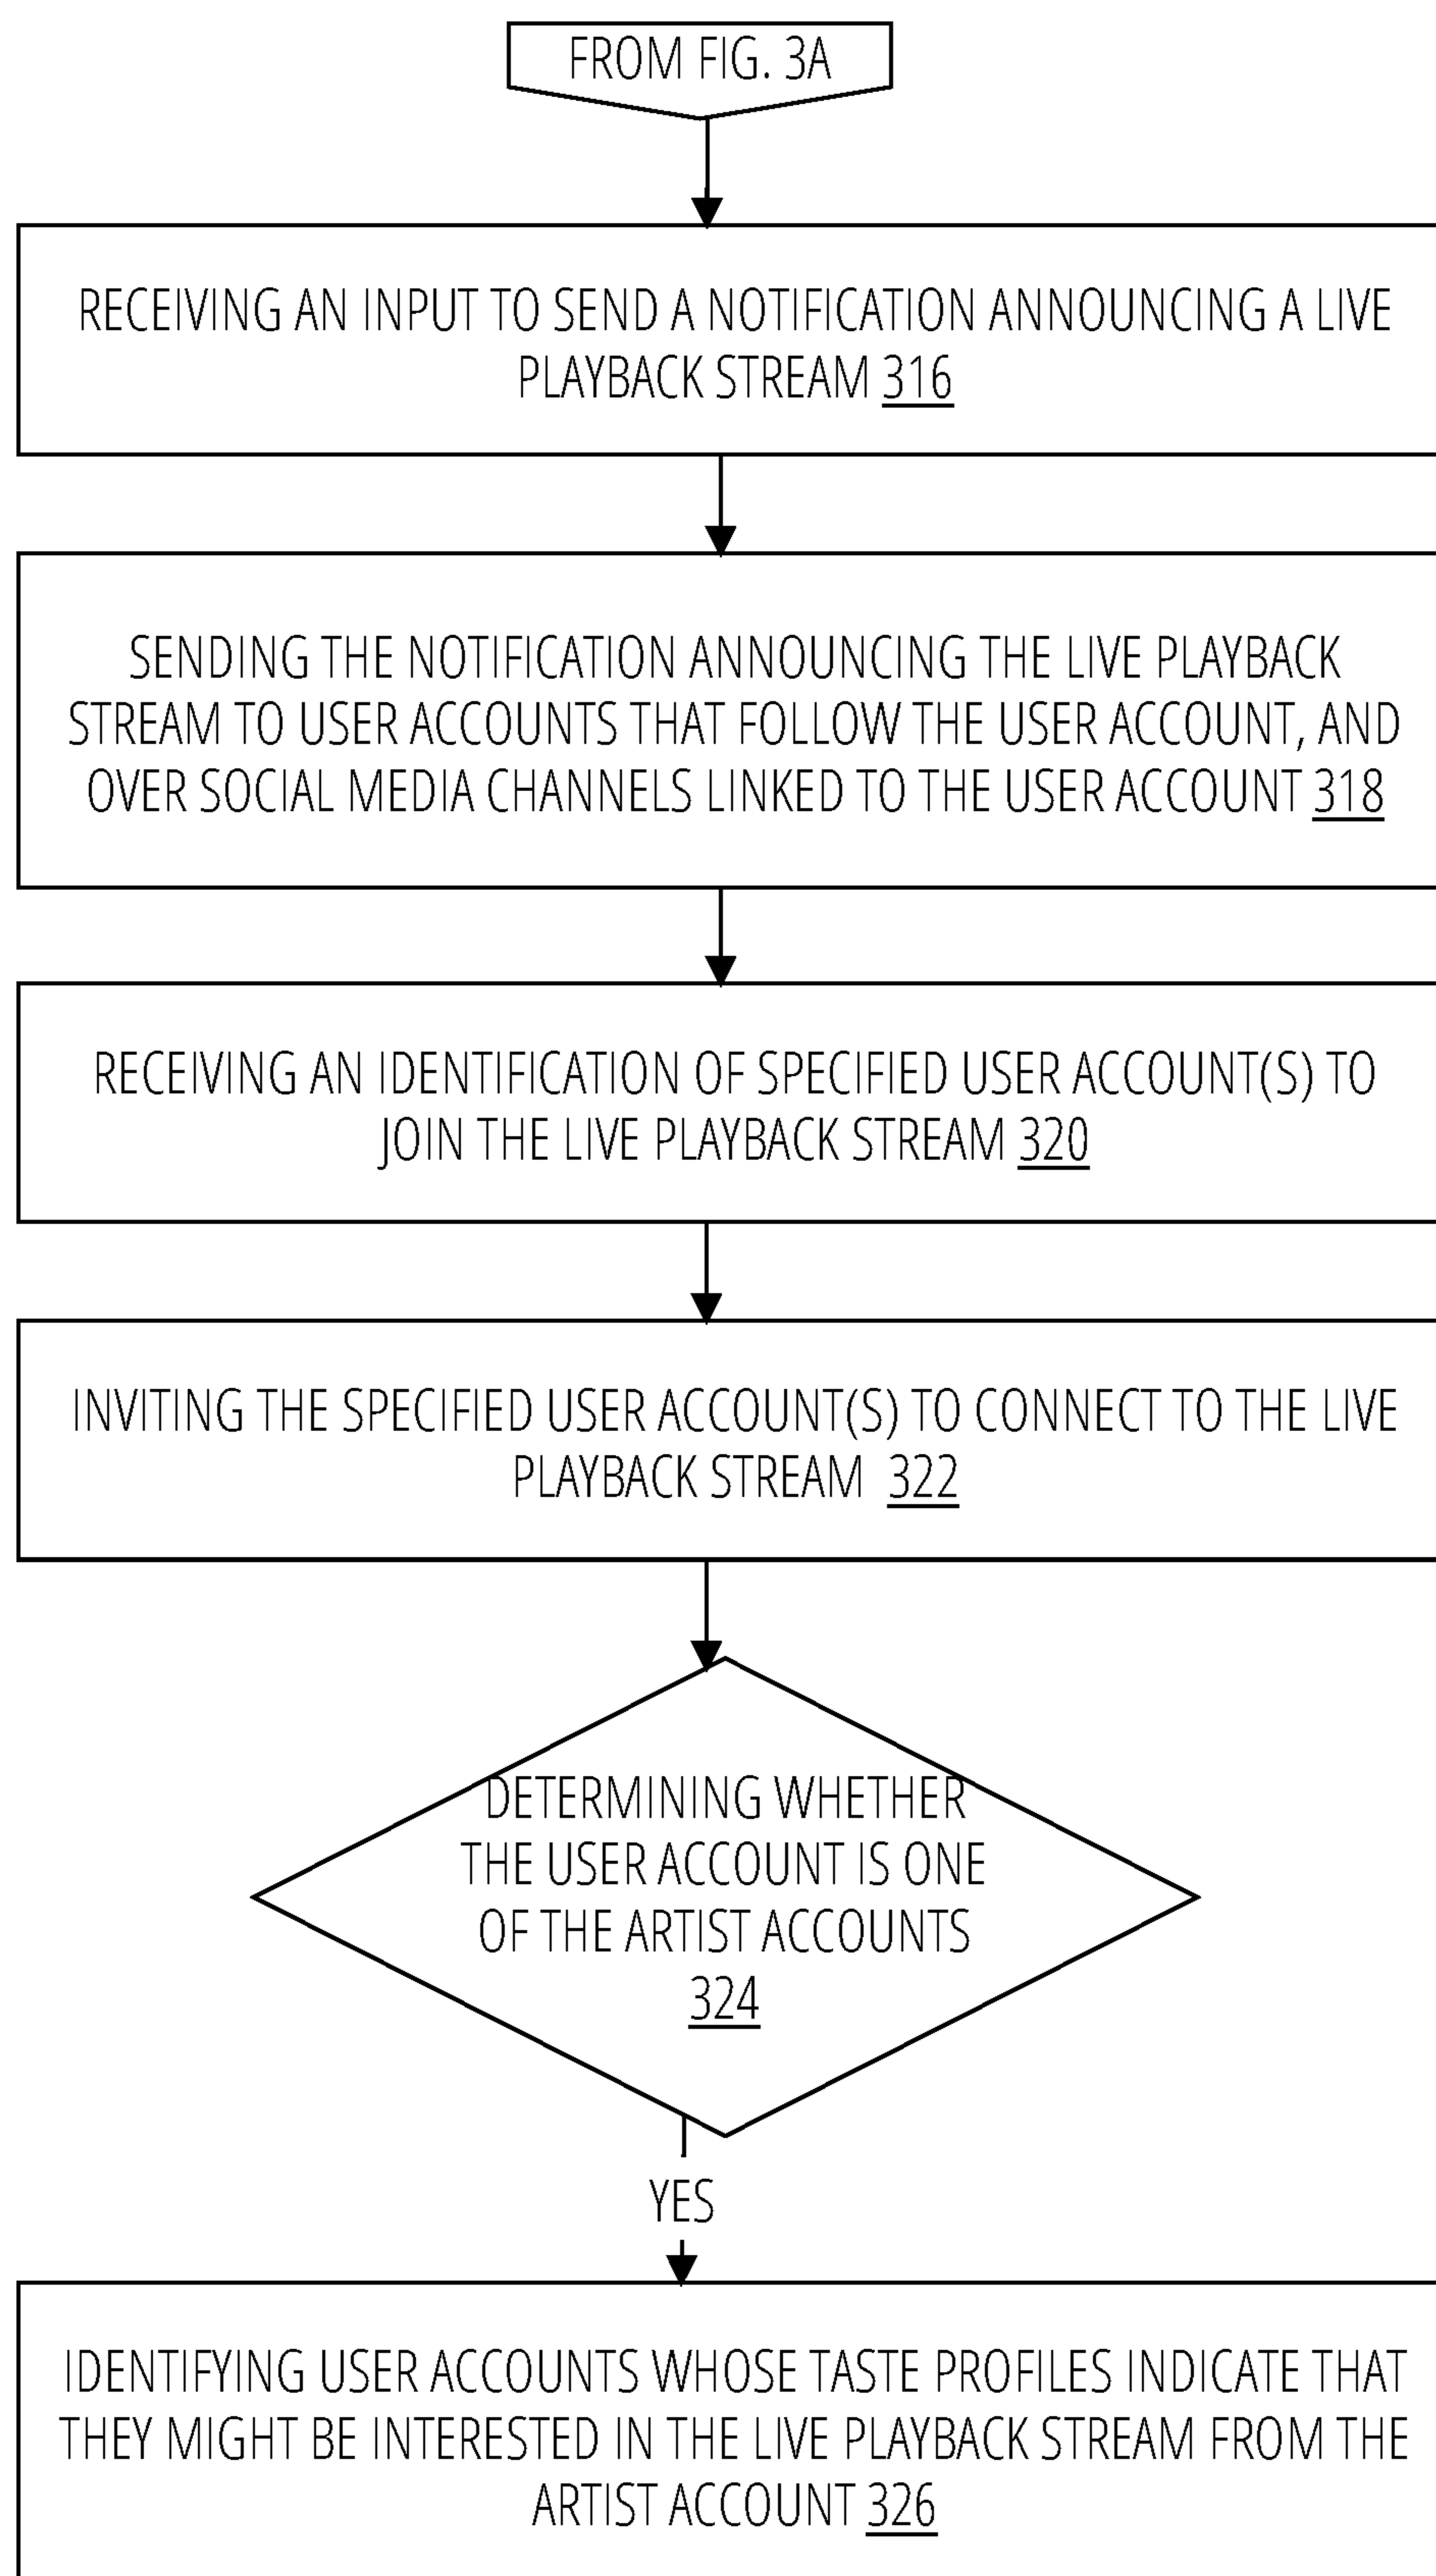 FROM FIG. 3A
RECEIVING AN INPUT TO SEND A NOTIFICATION ANNOUNCING A LIVE
PLAYBACK STREAM 316
SENDING THE NOTIFICATION ANNOUNCING THE LIVE PLAYBACK
STREAM TO USER ACCOUNTS THAT FOLLOW THE USER ACCOUNT, AND
OVER SOCIAL MEDIA CHANNELS LINKED TO THE USER ACCOUNT 318
RECEIVING AN IDENTIFICATION OF SPECIFIED USER ACCOUNT(S) TO
JOIN THE LIVE PLAYBACK STREAM 320
INVITING THE SPECIFIED USER ACCOUNT(S) TO CONNECT TO THE LIVE
PLAYBACK STREAM 322
DETERMINING WHETHER
THE USER ACCOUNT IS ONE
OF THE ARTIST ACCOUNTS
324
YES
IDENTIFYING USER ACCOUNTS WHOSE TASTE PROFILES INDICATE THAT
THEY MIGHT BE INTERESTED IN THE LIVE PLAYBACK STREAM FROM THE
ARTIST ACCOUNT 326